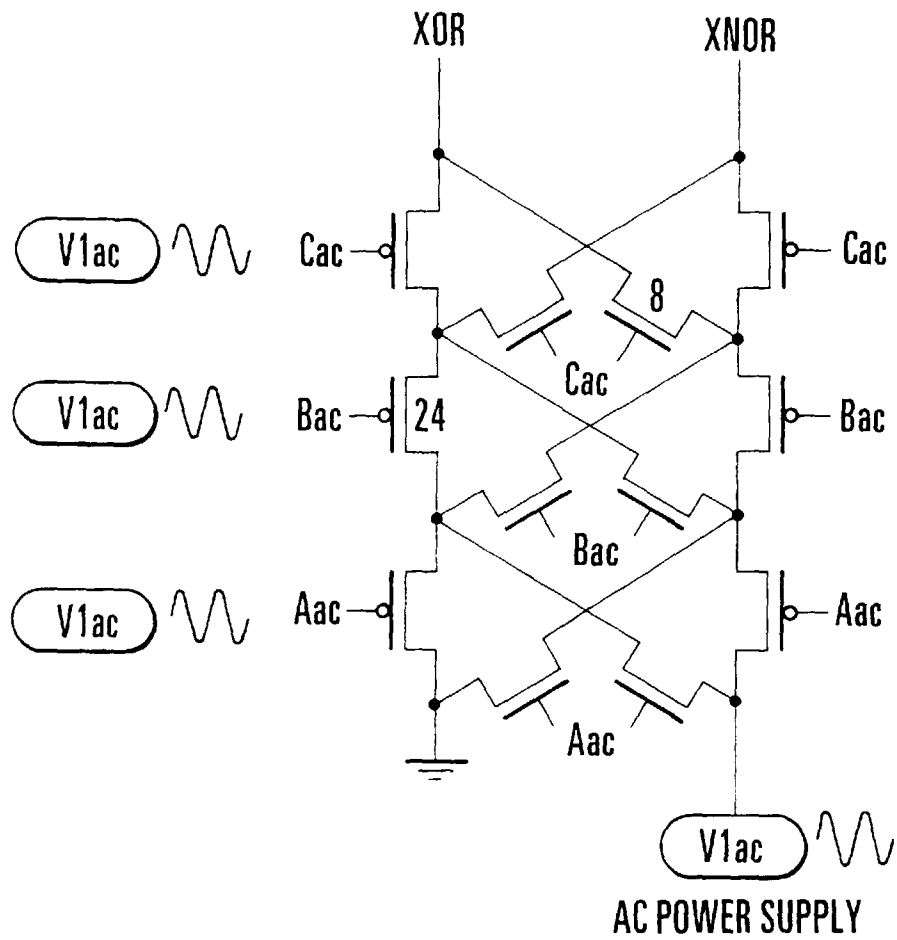 XOR XNOR
V1ac Cac 8 Cac
Cac
V1ac Bac 24 Bac
Bac
V1ac Aac Aac
Aac
V1ac
AC POWER SUPPLY